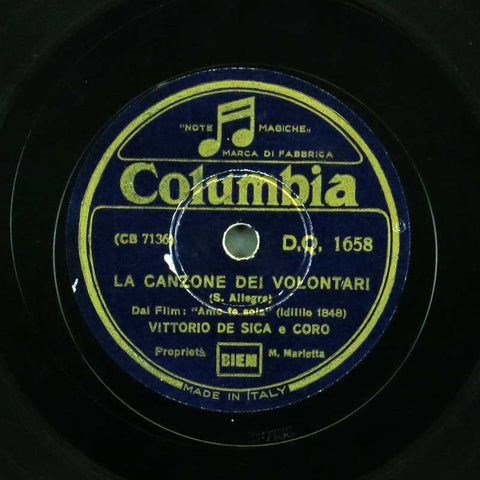 "NOTE MAGICHE„
MARCA DI FABBRICA
Columbia
(CB 7136) D.Q. 1658
LA CANZONE DEI VOLONTARI
(S. Allegra)
Dal Film: "Amo te sola" (Idillio 1848)
VITTORIO DE SICA e CORO
Proprietà BIEM M. Marletta
MADE IN ITALY